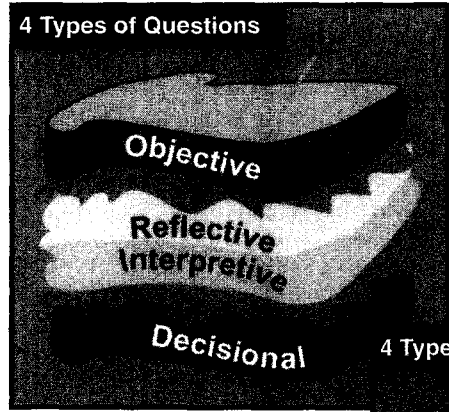 4 Types of Questions
Objective
Reflective
Interpretive
Decisional
4 Type